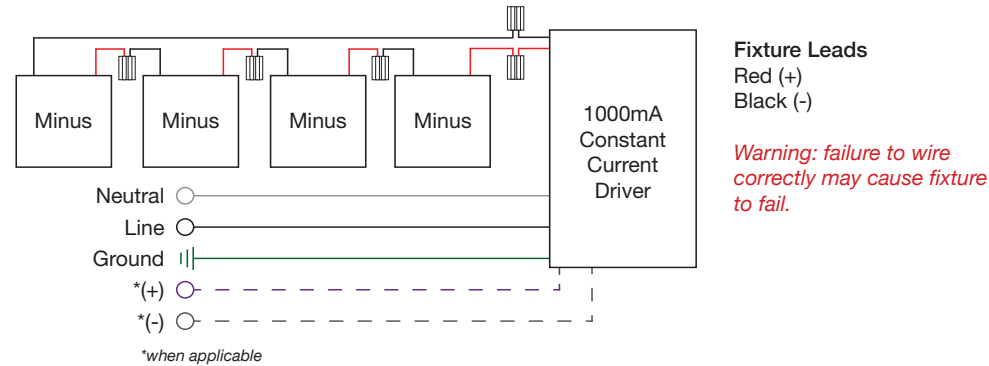 Minus
Minus
Minus
Minus
1000mA
Constant
Current
Driver
Fixture Leads
Red (+)
Black (-)
Warning: failure to wire
correctly may cause fixture
to fail.
Neutral
Line
Ground
*(+)
*(-)
*when applicable